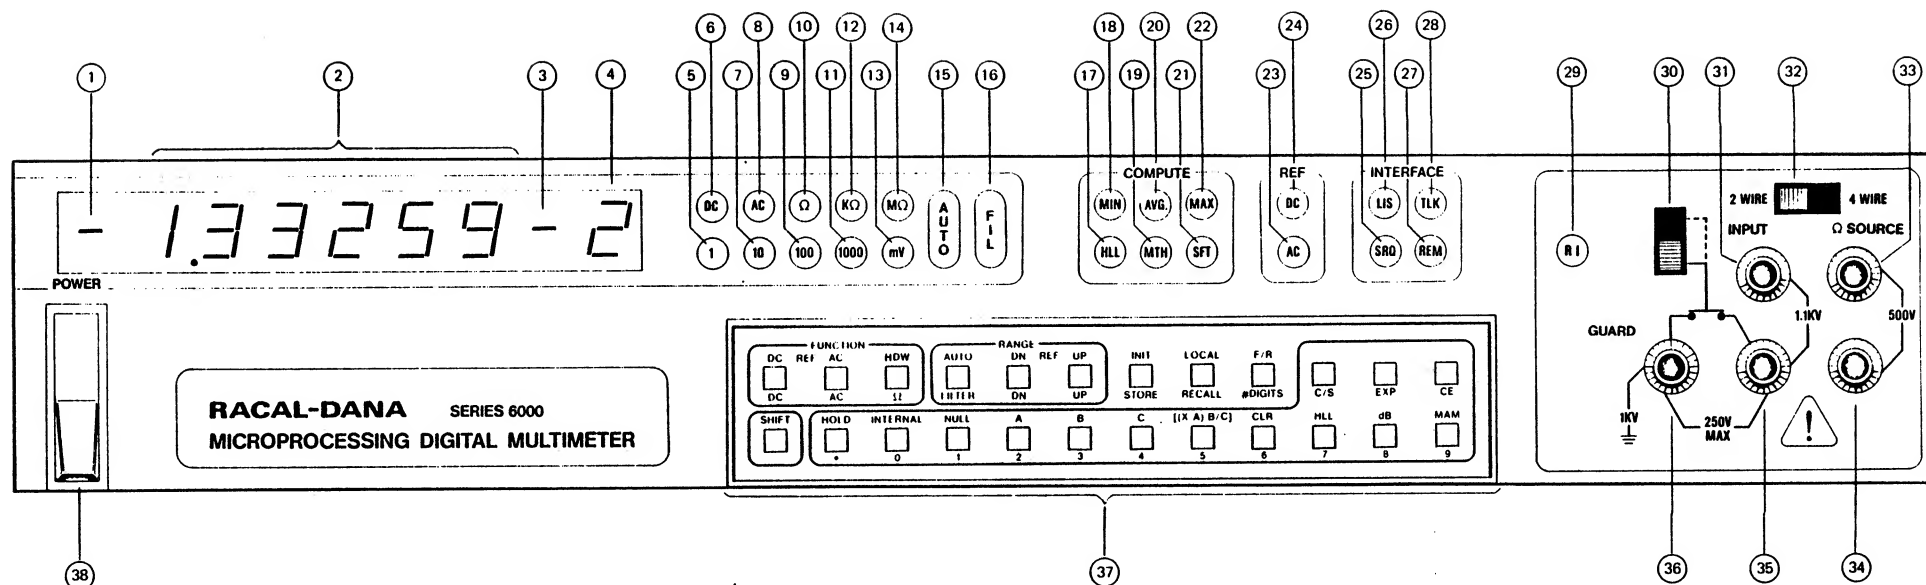 6 8 10 12 14 18 20 22 24 26 28
1 2 3 4 5 7 9 11 13 15 16 17 19 21 23 25 27 29 30 31 32 33
COMPUTE REF INTERFACE
- 1.33259 - 2
DC AC Ω KΩ MΩ AUTO FIL MIN AVG. MAX DC LIS TLK
1 10 100 1000 mV HLL MTH SFT AC SRQ REM
2 WIRE 4 WIRE
INPUT Ω SOURCE
R I
POWER
1.1KV 500V
GUARD
FUNCTION RANGE
DC REF AC HDW AUTO DN REF UP INIT LOCAL F/R
DC AC Ω FILTER DN UP STORE RECALL #DIGITS C/S EXP CE
SHIFT HOLD INTERNAL NULL A B C [(X A) B/C] CLR HLL dB MAM
. 0 1 2 3 4 5 6 7 8 9
RACAL-DANA SERIES 6000
MICROPROCESSING DIGITAL MULTIMETER
1KV 250V
MAX
!
38 37 36 35 34